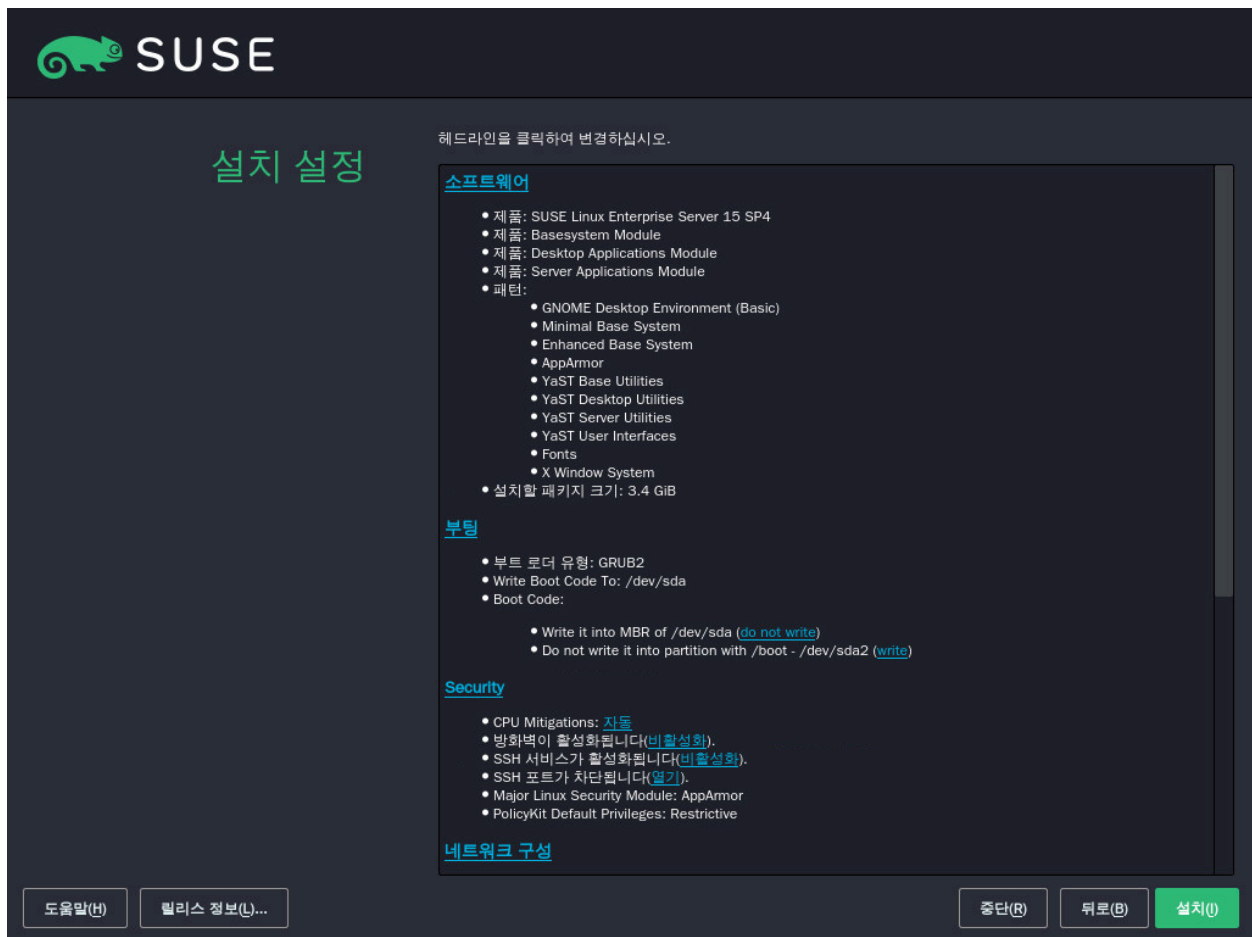 SUSE
설치 설정
헤드라인을 클릭하여 변경하십시오.
소프트웨어
제품: SUSE Linux Enterprise Server 15 SP4
제품: Basesystem Module
제품: Desktop Applications Module
제품: Server Applications Module
패턴:
GNOME Desktop Environment (Basic)
Minimal Base System
Enhanced Base System
AppArmor
YaST Base Utilities
YaST Desktop Utilities
YaST Server Utilities
YaST User Interfaces
Fonts
X Window System
설치할 패키지 크기: 3.4 GiB
부팅
부트 로더 유형: GRUB2
Write Boot Code To: /dev/sda
Boot Code:
Write it into MBR of /dev/sda (do not write)
Do not write it into partition with /boot - /dev/sda2 (write)
Security
CPU Mitigations: 자동
방화벽이 활성화됩니다(비활성화).
SSH 서비스가 활성화됩니다(비활성화).
SSH 포트가 차단됩니다(열기).
Major Linux Security Module: AppArmor
PolicyKit Default Privileges: Restrictive
네트워크 구성
도움말(H) 릴리스 정보(L)... 중단(R) 뒤로(B) 설치(I)